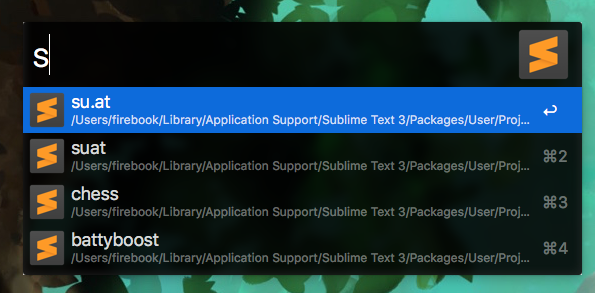 s
su.at
/Users/firebook/Library/Application Support/Sublime Text 3/Packages/User/Proj...
↩
suat
/Users/firebook/Library/Application Support/Sublime Text 3/Packages/User/Proj...
⌘2
chess
/Users/firebook/Library/Application Support/Sublime Text 3/Packages/User/Proj...
⌘3
battyboost
/Users/firebook/Library/Application Support/Sublime Text 3/Packages/User/Proj...
⌘4